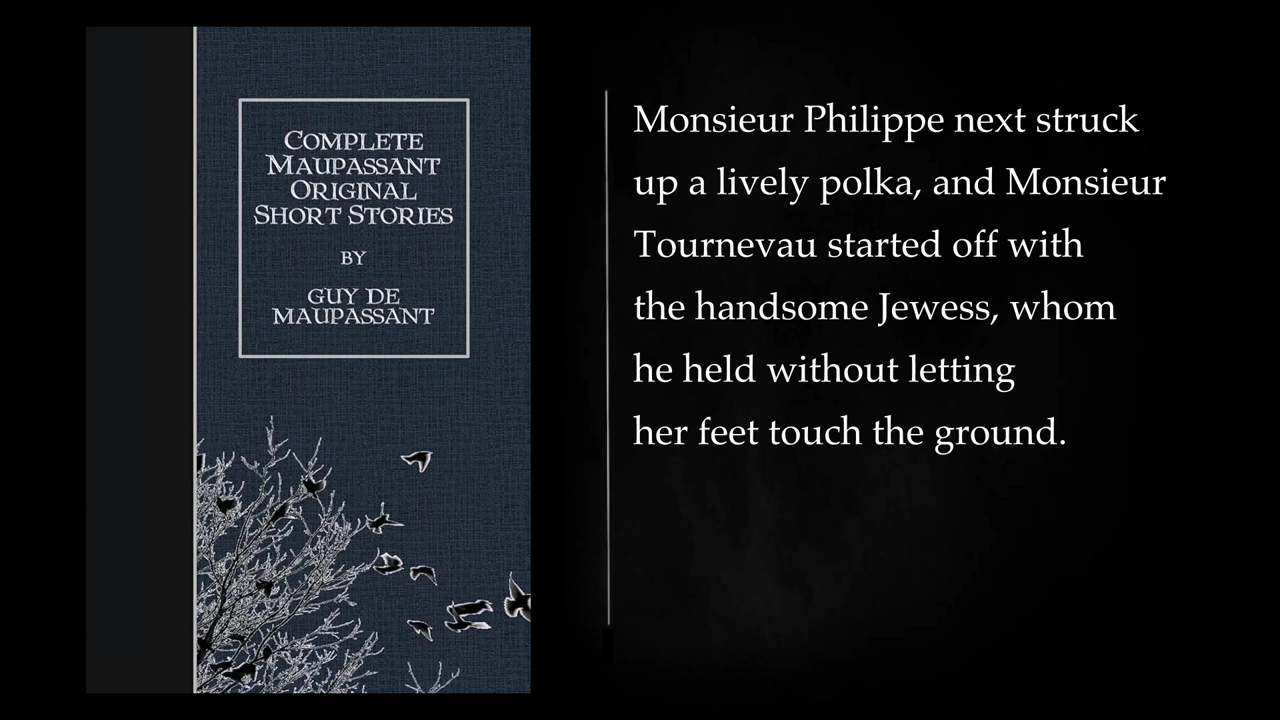 COMPLETE
MAUPASSANT
ORIGINAL
SHORT STORIES
BY
GUY DE
MAUPASSANT
Monsieur Philippe next struck
up a lively polka, and Monsieur
Tournevau started off with
the handsome Jewess, whom
he held without letting
her feet touch the ground.